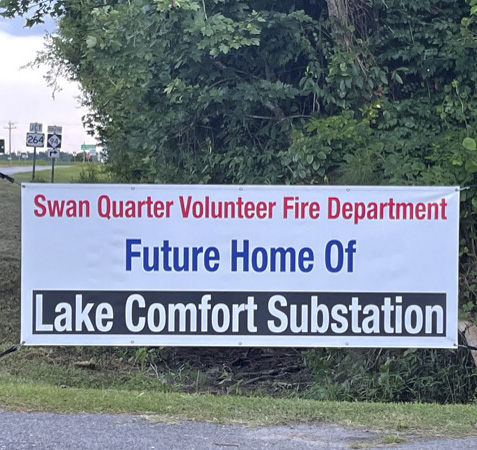 264
Swan Quarter Volunteer Fire Department
Future Home Of
Lake Comfort Substation